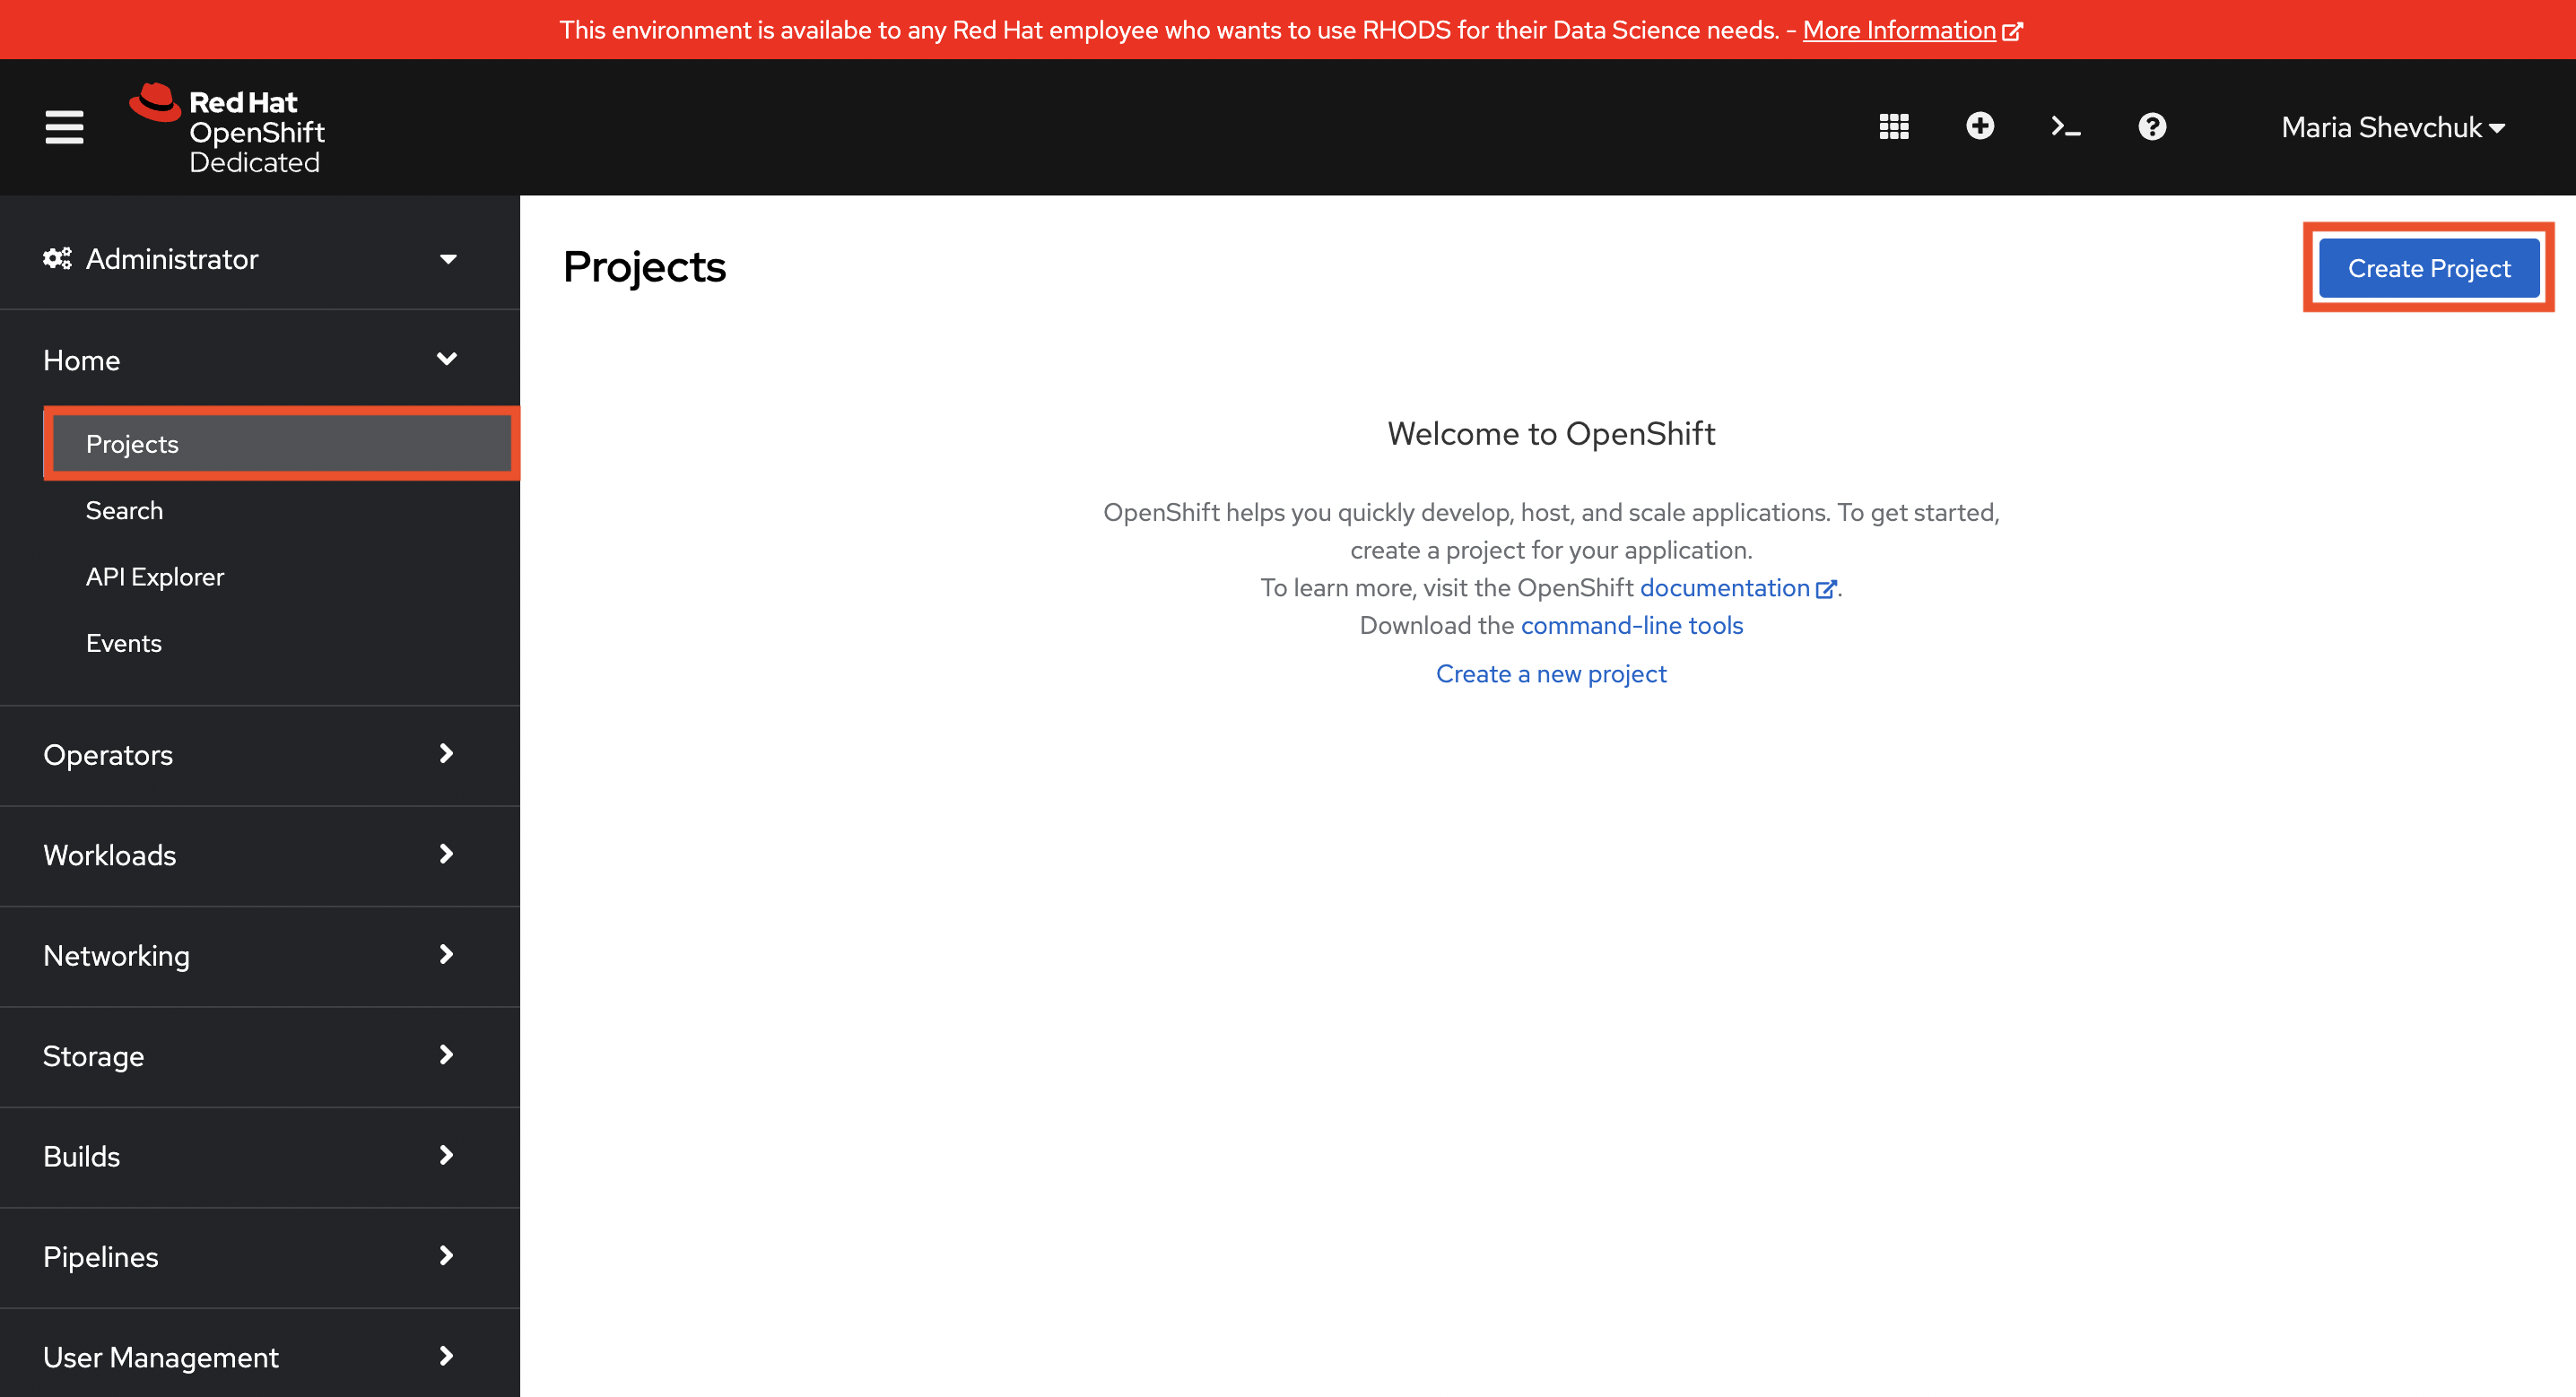 This environment is availabe to any Red Hat employee who wants to use RHODS for their Data Science needs. - More Information
Red Hat
OpenShift
Dedicated
Maria Shevchuk
Administrator
Home
Projects
Search
API Explorer
Events
Operators
Workloads
Networking
Storage
Builds
Pipelines
User Management
Projects
Create Project
Welcome to OpenShift
OpenShift helps you quickly develop, host, and scale applications. To get started,
create a project for your application.
To learn more, visit the OpenShift documentation.
Download the command-line tools
Create a new project